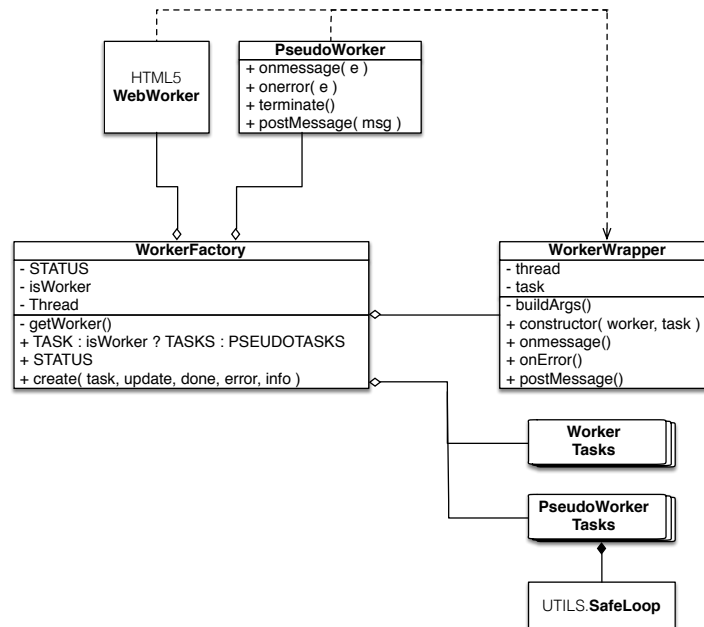 HTML5
WebWorker
PseudoWorker
+ onmessage( e )
+ onerror( e )
+ terminate()
+ postMessage( msg )
WorkerFactory
- STATUS
- isWorker
- Thread
- getWorker()
+ TASK : isWorker ? TASKS : PSEUDOTASKS
+ STATUS
+ create( task, update, done, error, info )
WorkerWrapper
- thread
- task
- buildArgs()
+ constructor( worker, task )
+ onmessage()
+ onError()
+ postMessage()
Worker
Tasks
PseudoWorker
Tasks
UTILS.SafeLoop